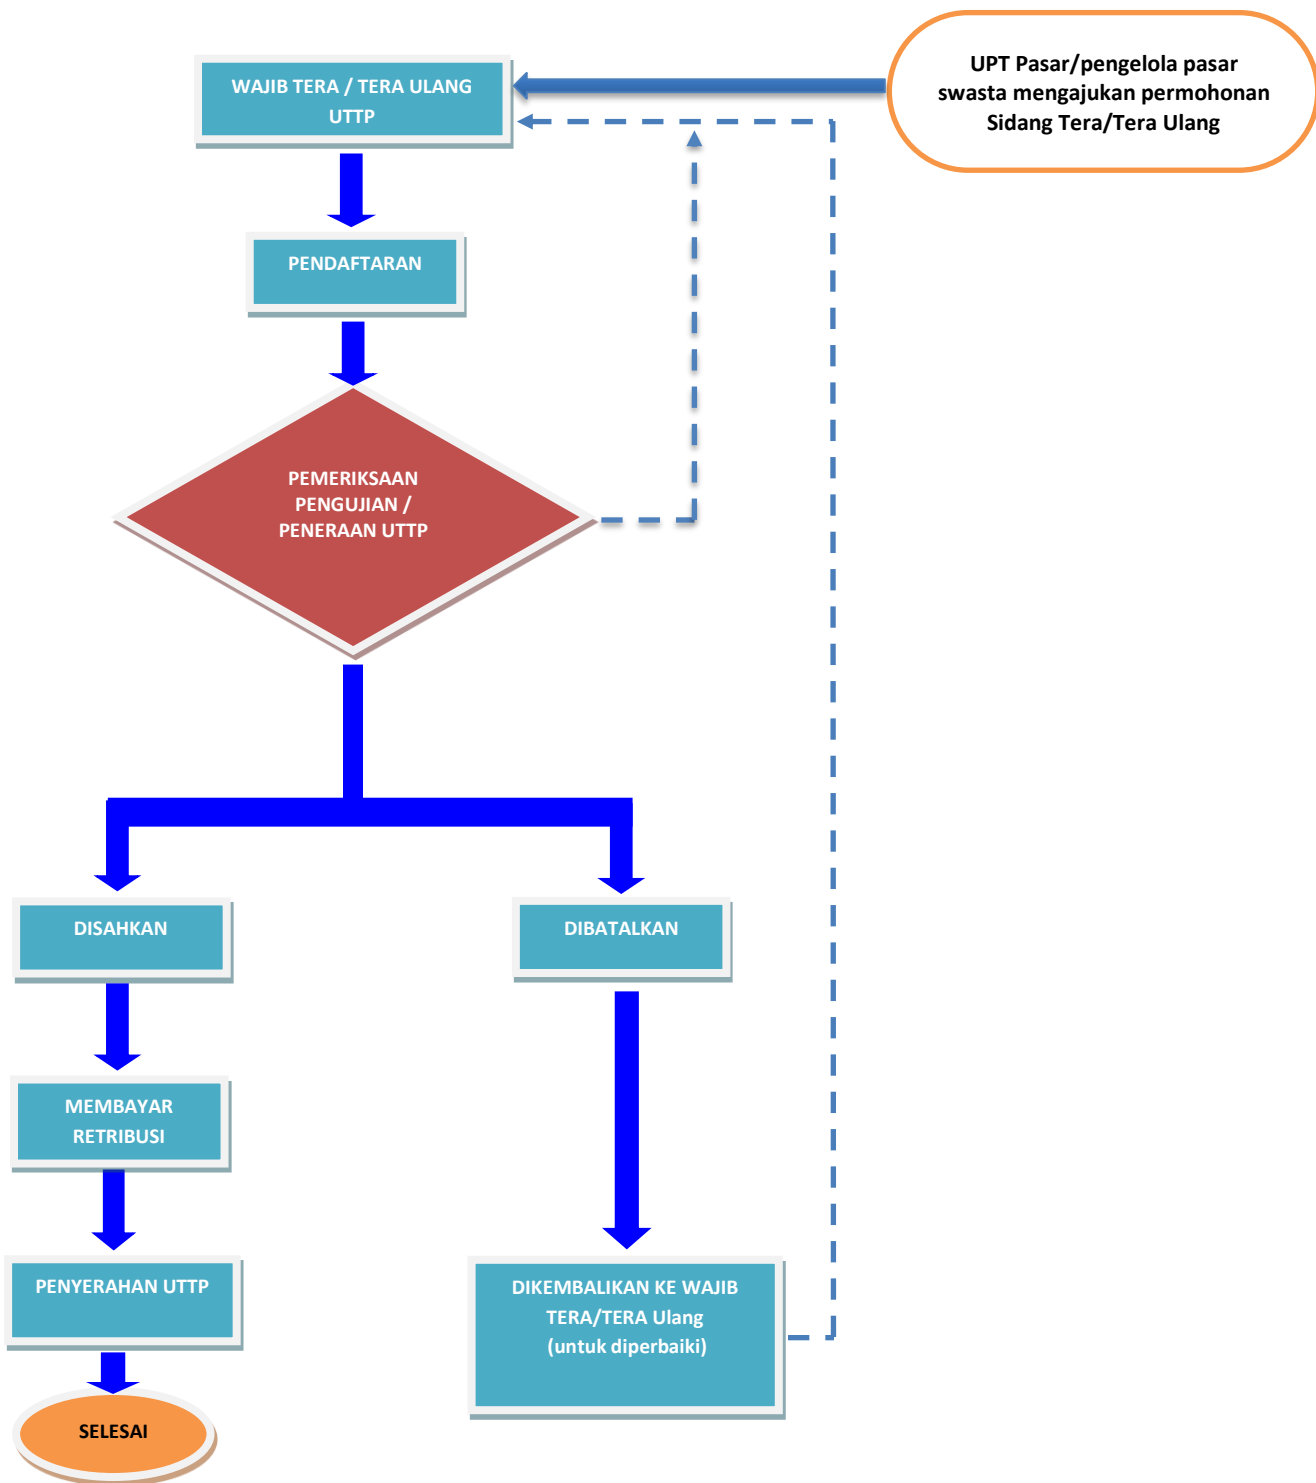 UPT Pasar/pengelola pasar
swasta mengajukan permohonan
Sidang Tera/Tera Ulang
WAJIB TERA / TERA ULANG
UTTP
PENDAFTARAN
PEMERIKSAAN
PENGUJIAN /
PENERAAN UTTP
DISAHKAN
DIBATALKAN
MEMBAYAR
RETRIBUSI
PENYERAHAN UTTP
DIKEMBALIKAN KE WAJIB
TERA/TERA Ulang
(untuk diperbaiki)
SELESAI